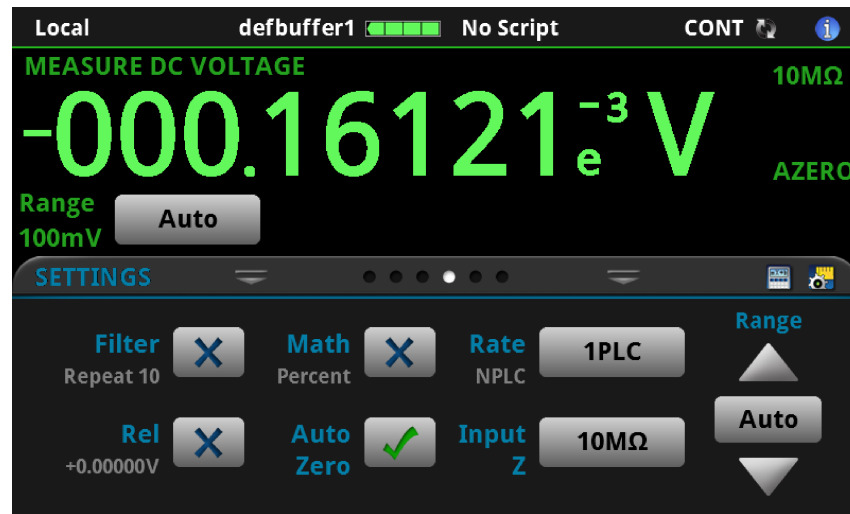 Local defbuffer1 No Script CONT
MEASURE DC VOLTAGE 10MΩ
-000.16121e-3 V
AZERO
Range
100mV Auto
SETTINGS
Filter Math Rate 1PLC Range
Repeat 10 Percent NPLC
Auto
Rel Auto Input 10MΩ
+0.00000V Zero Z